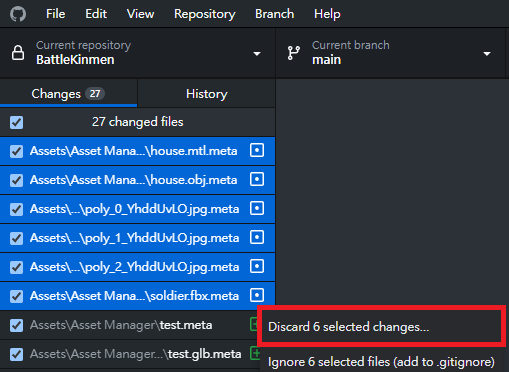 File Edit View Repository Branch Help
Current repository
BattleKinmen
Current branch
main
Changes 27
History
27 changed files
Assets\Asset Mana...\house.mtl.meta
Assets\Asset Mana...\house.obj.meta
Assets\...\poly_0_YhddUvLO.jpg.meta
Assets\...\poly_1_YhddUvLO.jpg.meta
Assets\...\poly_2_YhddUvLO.jpg.meta
Assets\Asset Mana...\soldier.fbx.meta
Assets\Asset Manager\test.meta
Assets\Asset Manager...\test.glb.meta
Discard 6 selected changes...
Ignore 6 selected files (add to .gitignore)